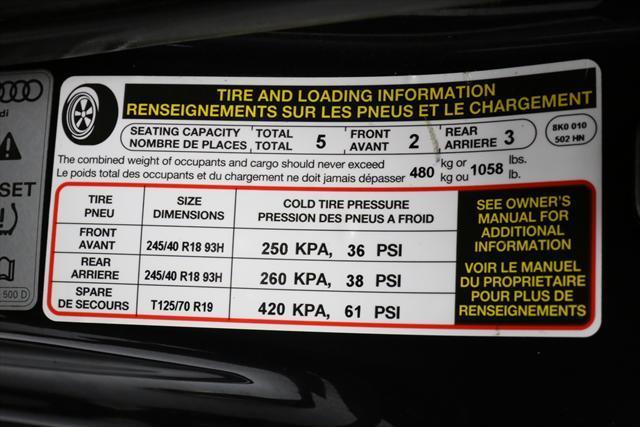 TIRE AND LOADING INFORMATION
RENSEIGNEMENTS SUR LES PNEUS ET LE CHARGEMENT
SEATING CAPACITY TOTAL 5 FRONT 2 REAR 3
NOMBRE DE PLACES TOTAL AVANT ARRIERE
8K0 010
502 HN
The combined weight of occupants and cargo should never exceed 480 kg or 1058 lbs.
Le poids total des occupants et du chargement ne doit jamais dépasser kg ou lb.
TIRE SIZE COLD TIRE PRESSURE
PNEU DIMENSIONS PRESSION DES PNEUS A FROID
FRONT
AVANT 245/40 R18 93H 250 KPA, 36 PSI
REAR
ARRIERE 245/40 R18 93H 260 KPA, 38 PSI
SPARE
DE SECOURS T125/70 R19 420 KPA, 61 PSI
SEE OWNER'S
MANUAL FOR
ADDITIONAL
INFORMATION
VOIR LE MANUEL
DU PROPRIETAIRE
POUR PLUS DE
RENSEIGNEMENTS
SET
500 D